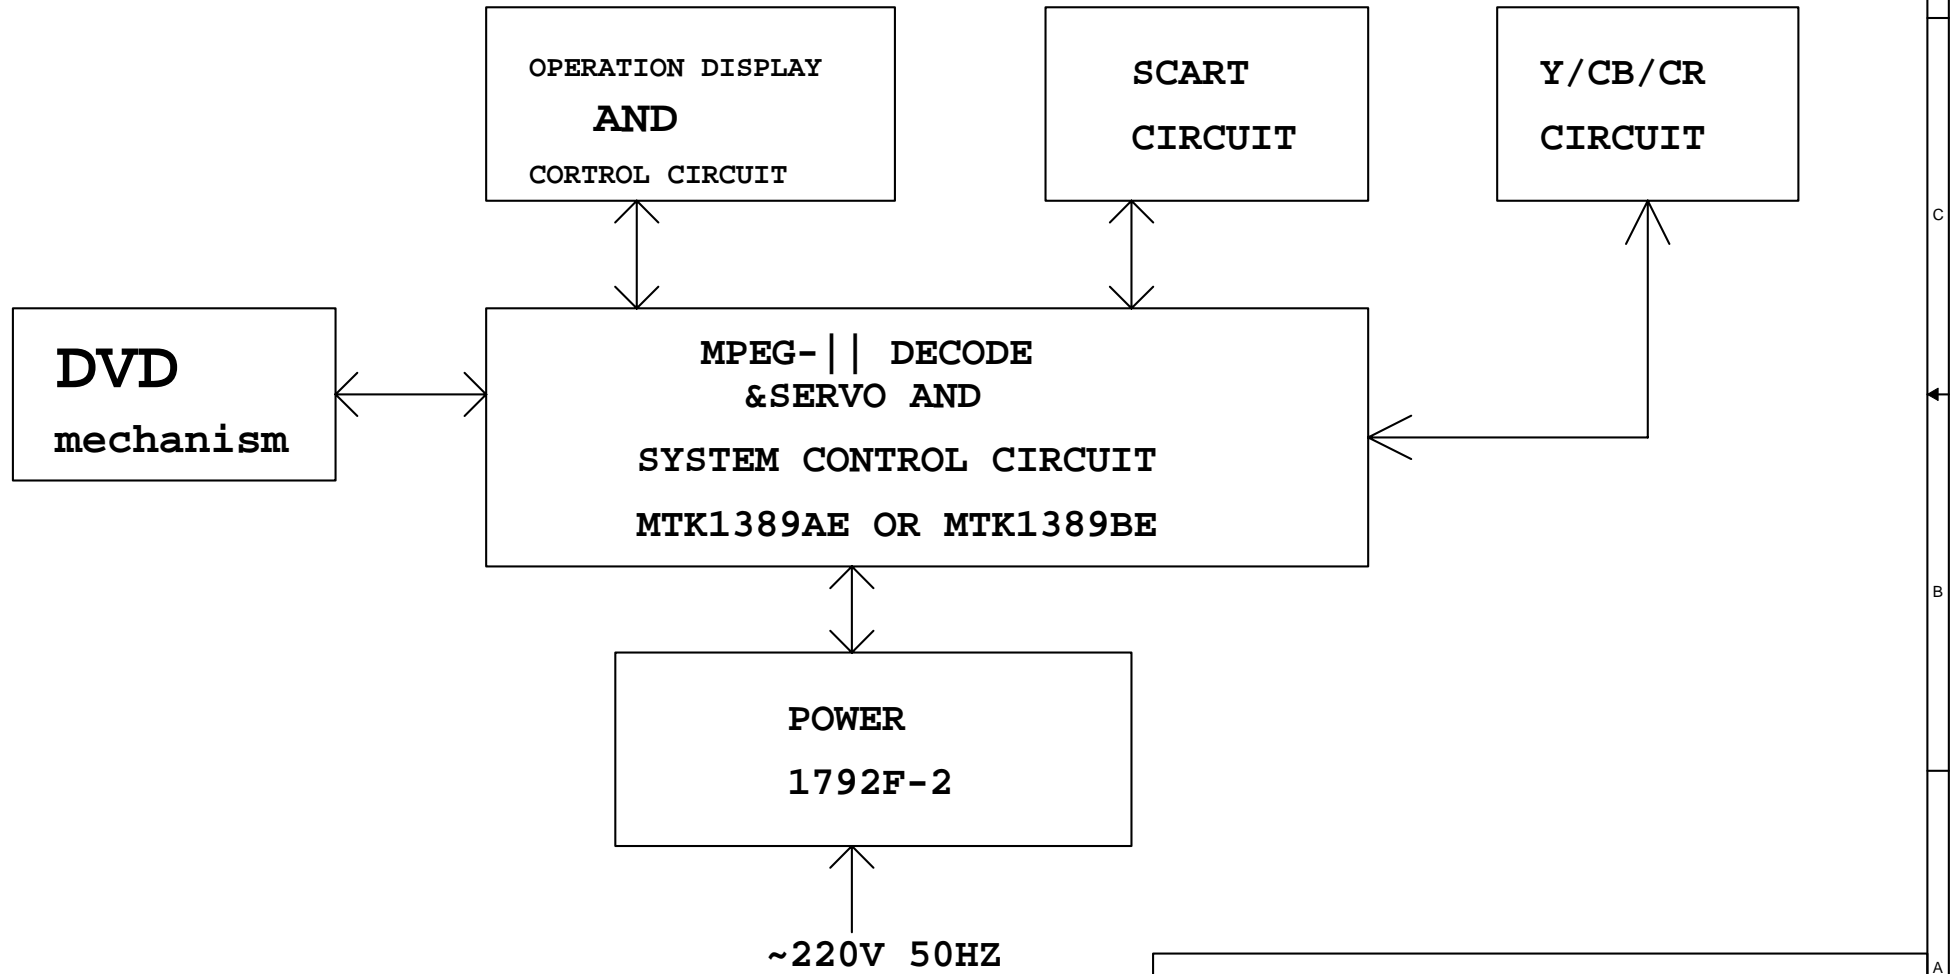 OPERATION DISPLAY
AND
CORTROL CIRCUIT
SCART
CIRCUIT
Y/CB/CR
CIRCUIT
C
DVD
mechanism
MPEG-|| DECODE
&SERVO AND
SYSTEM CONTROL CIRCUIT
MTK1389AE OR MTK1389BE
B
POWER
1792F-2
~220V 50HZ
A